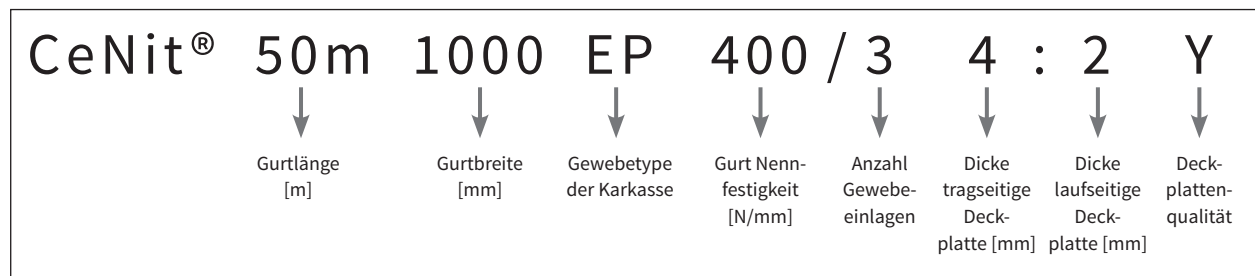 CeNit® 50m 1000 EP 400 / 3 4 : 2 Y
Gurtlänge
[m]
Gurtbreite
[mm]
Gewebetype
der Karkasse
Gurt Nenn-
festigkeit
[N/mm]
Anzahl
Gewebe-
einlagen
Dicke
tragseitige
Deck-
platte [mm]
Dicke
laufseitige
Deck-
platte [mm]
Deck-
platten-
qualität